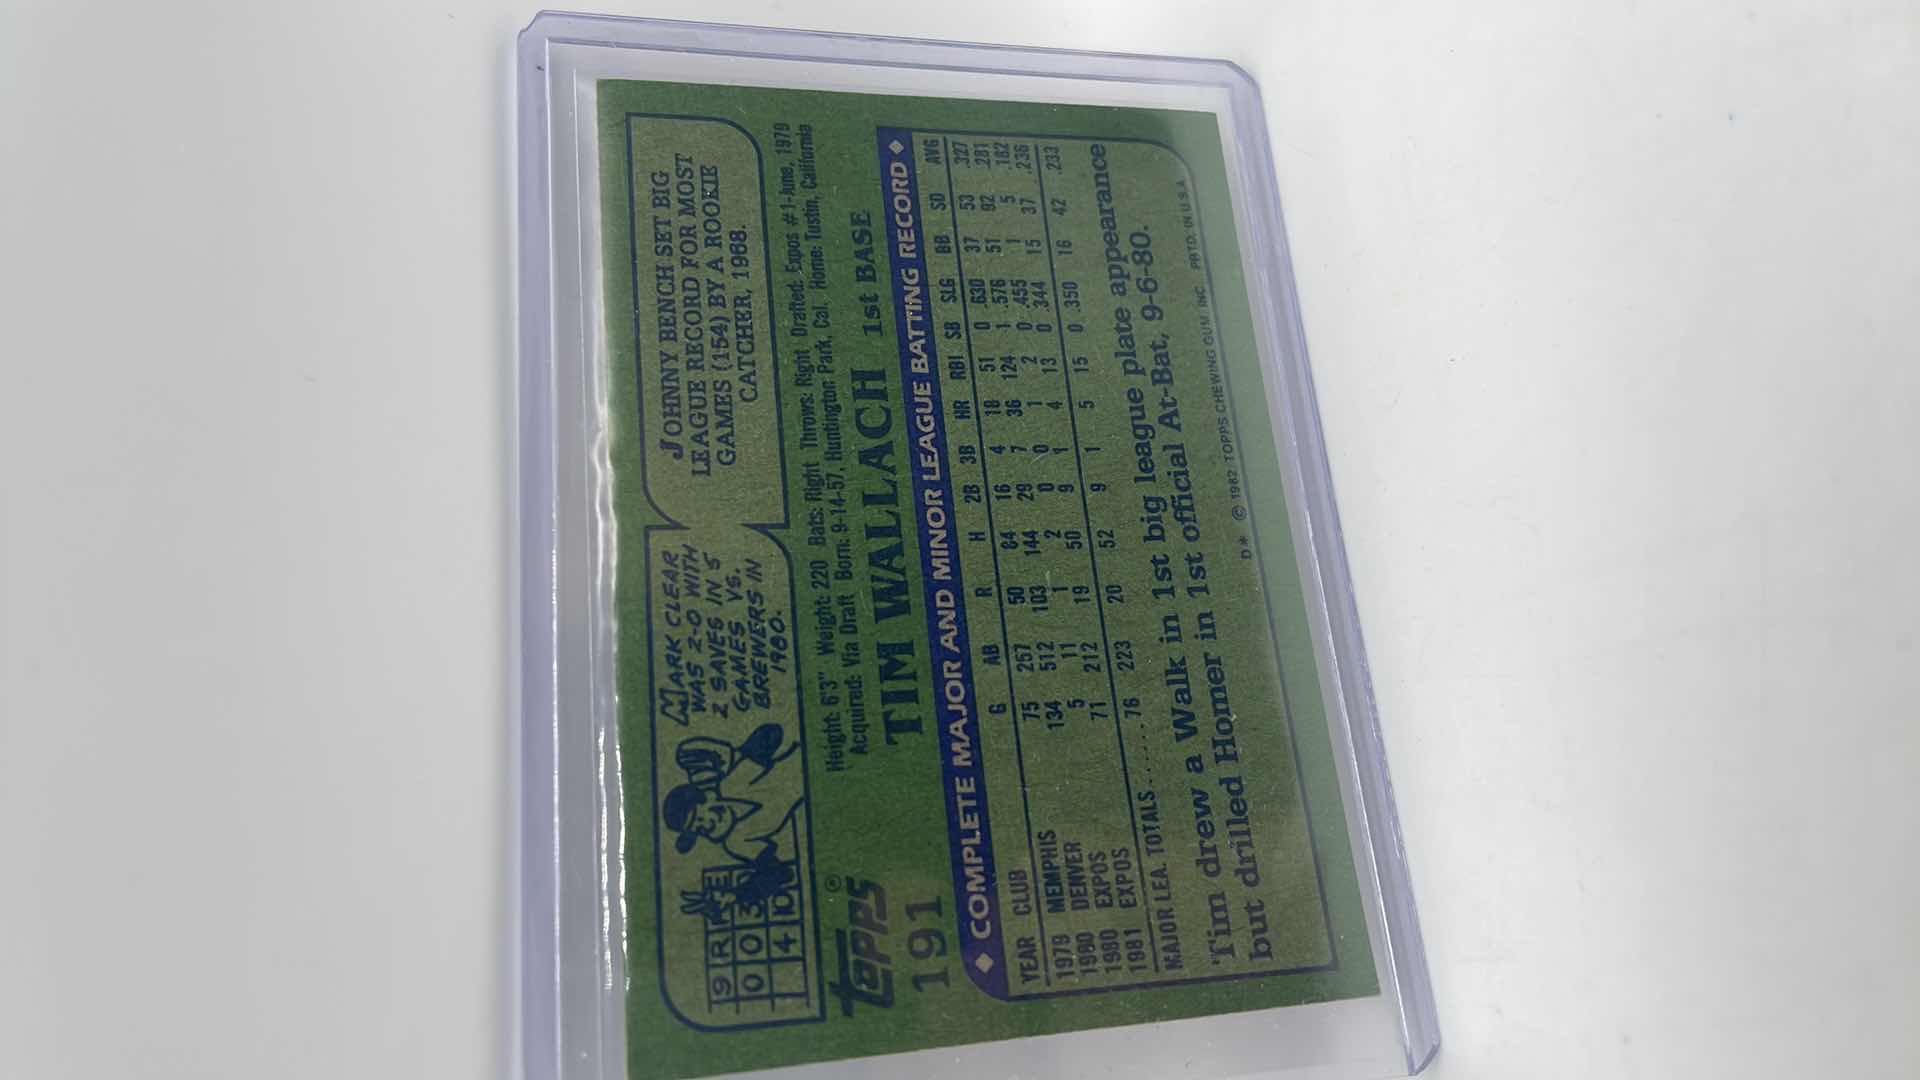 9 R H E
0 0 3
4 10
MARK CLEAR
WAS 2-0 WITH
2 SAVES IN 5
GAMES VS.
BREWERS IN
1980.
JOHNNY BENCH SET BIG
LEAGUE RECORD FOR MOST
GAMES (154) BY A ROOKIE
CATCHER, 1968.
TOPPS®
191
Height: 6'3" Weight: 220 Bats: Right Throws: Right Drafted: Expos #1-June, 1979
Acquired: Via Draft Born: 9-14-57, Huntington Park, Cal. Home: Tustin, California
TIM WALLACH 1st BASE
◆ COMPLETE MAJOR AND MINOR LEAGUE BATTING RECORD ◆
YEAR CLUB G AB R H 2B 3B HR RBI SB SLG BB SO AVG
1979 MEMPHIS 75 257 50 84 16 4 18 51 0 .630 37 53 .327
1980 DENVER 134 512 103 144 29 7 36 124 1 .576 51 92 .281
1980 EXPOS 5 11 1 2 0 0 1 2 0 .455 1 5 .182
1981 EXPOS 71 212 19 50 9 1 4 13 0 .344 15 37 .236
MAJOR LEA. TOTALS....... 76 223 20 52 9 1 5 15 0 .350 16 42 .233
Tim drew a Walk in 1st big league plate appearance
but drilled Homer in 1st official At-Bat, 9-6-80.
D* © 1982 TOPPS CHEWING GUM INC. PRTD. IN U.S.A.